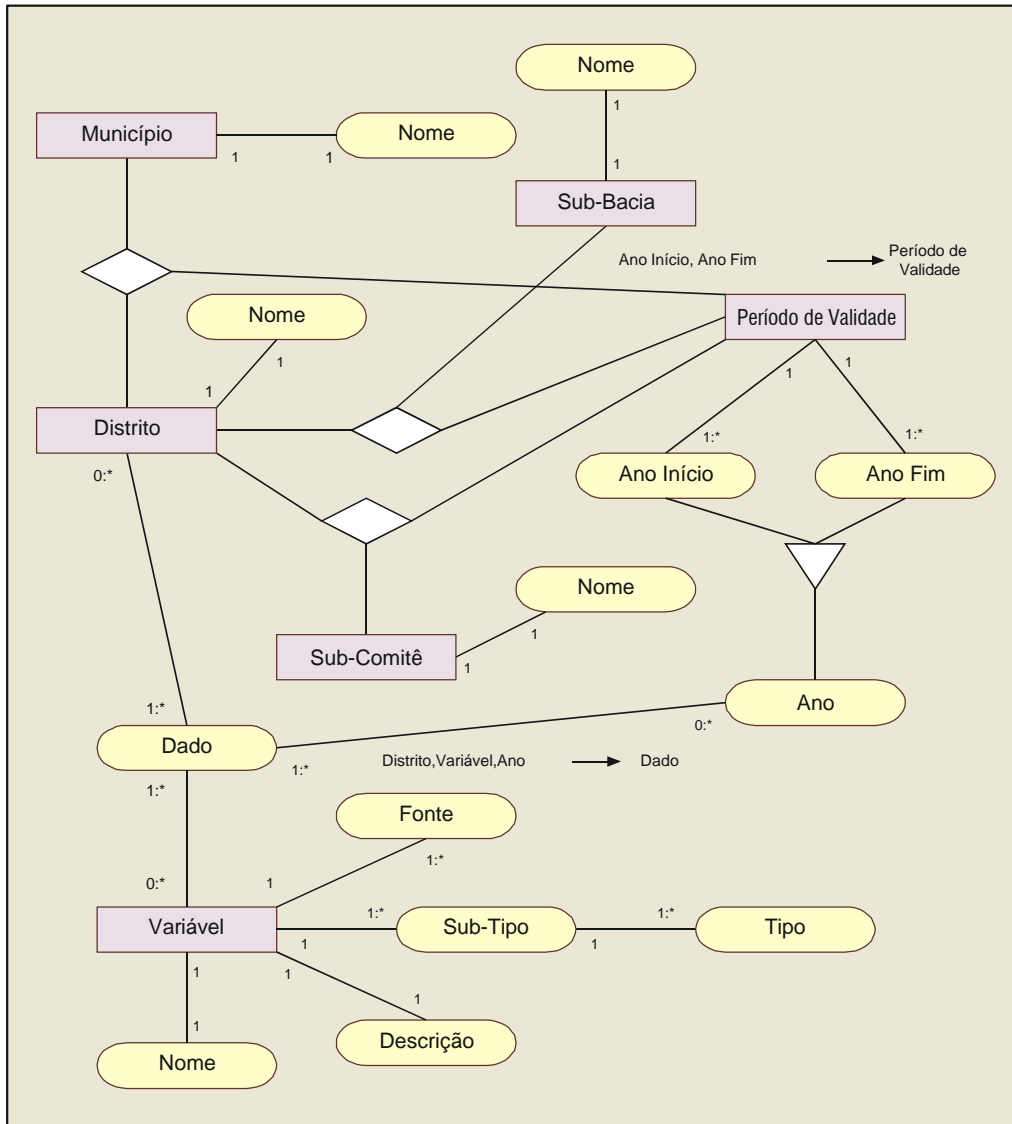 Nome
1
Município
1
1
Nome
1
Sub-Bacia
Ano Início, Ano Fim
Período de
Validade
Nome
Período de Validade
1
1
1
1
Distrito
0:*
1:*
1:*
Ano Início
Ano Fim
Nome
1
Sub-Comitê
1
Ano
1:*
0:*
Dado
1:*
Distrito,Variável,Ano
Dado
1:*
Fonte
1:*
1
0:*
Variável
1:*
Sub-Tipo
1:*
Tipo
1
1
1
1
1
1
Descrição
Nome